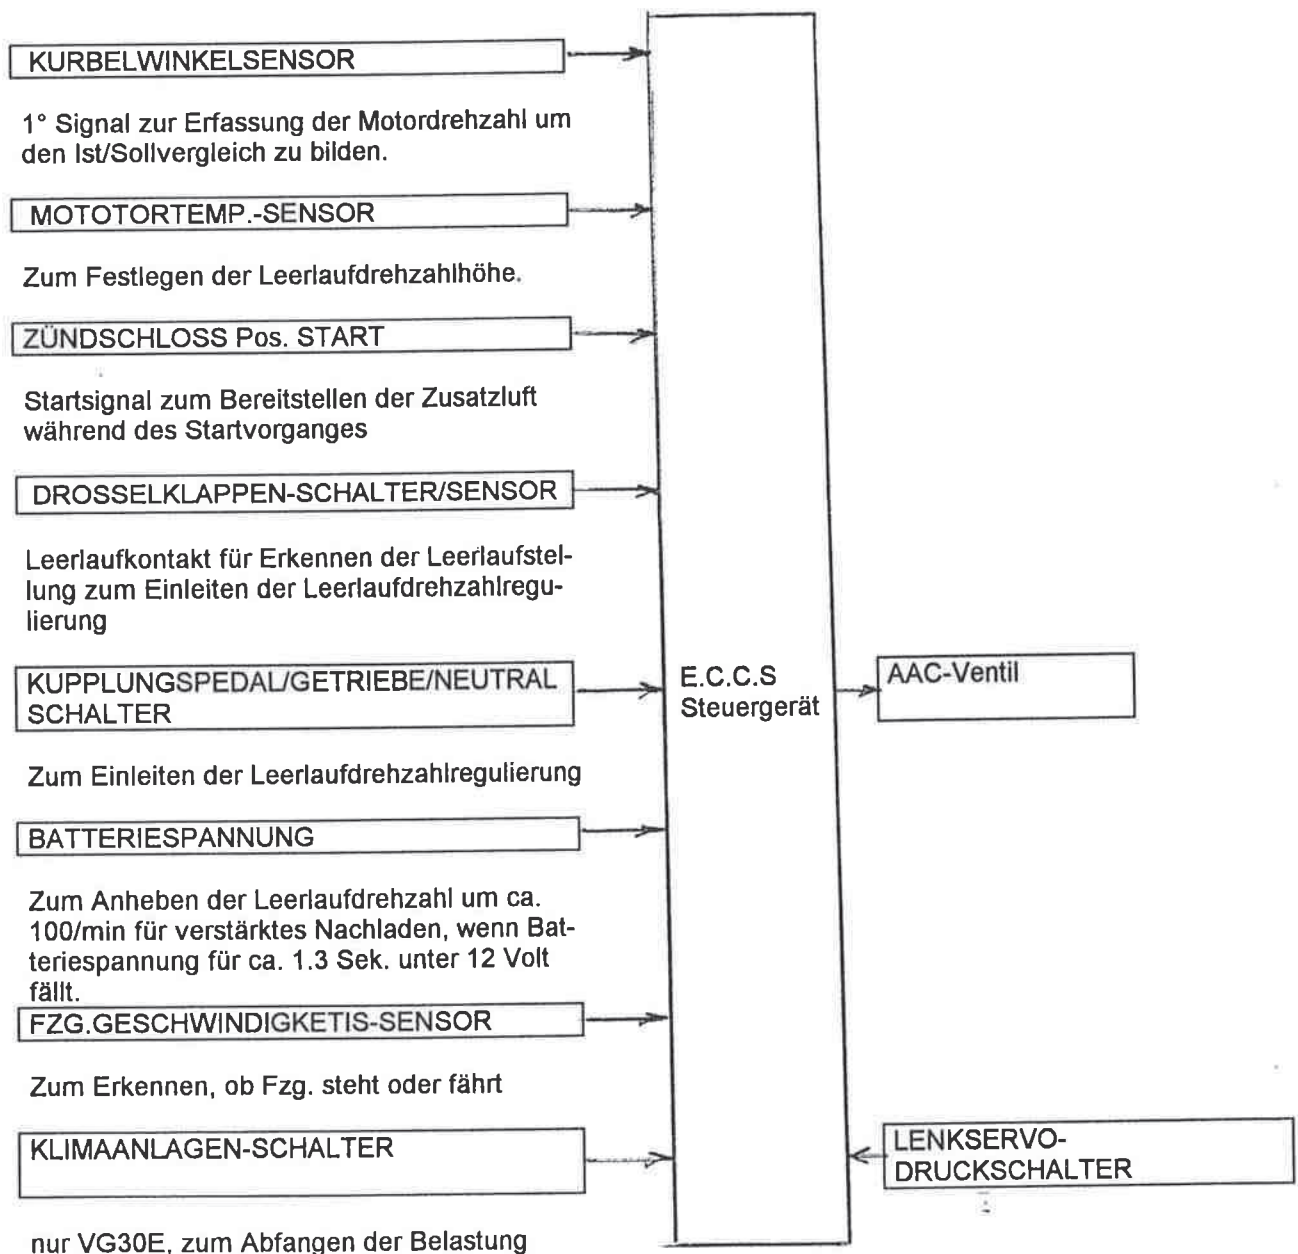 KURBELWINKELSENSOR
1° Signal zur Erfassung der Motordrehzahl um
den Ist/Sollvergleich zu bilden.
MOTOTORTEMP.-SENSOR
Zum Festlegen der Leerlaufdrehzahlhöhe.
ZÜNDSCHLOSS Pos. START
Startsignal zum Bereitstellen der Zusatzluft
während des Startvorganges
DROSSELKLAPPEN-SCHALTER/SENSOR
Leerlaufkontakt für Erkennen der Leerlaufstel-
lung zum Einleiten der Leerlaufdrehzahlregu-
lierung
KUPPLUNGSPEDAL/GETRIEBE/NEUTRAL
SCHALTER
Zum Einleiten der Leerlaufdrehzahlregulierung
BATTERIESPANNUNG
Zum Anheben der Leerlaufdrehzahl um ca.
100/min für verstärktes Nachladen, wenn Bat-
teriespannung für ca. 1.3 Sek. unter 12 Volt
fällt.
FZG.GESCHWINDIGKETIS-SENSOR
Zum Erkennen, ob Fzg. steht oder fährt
KLIMAANLAGEN-SCHALTER
nur VG30E, zum Abfangen der Belastung
E.C.C.S
Steuergerät
AAC-Ventil
LENKSERVO-
DRUCKSCHALTER